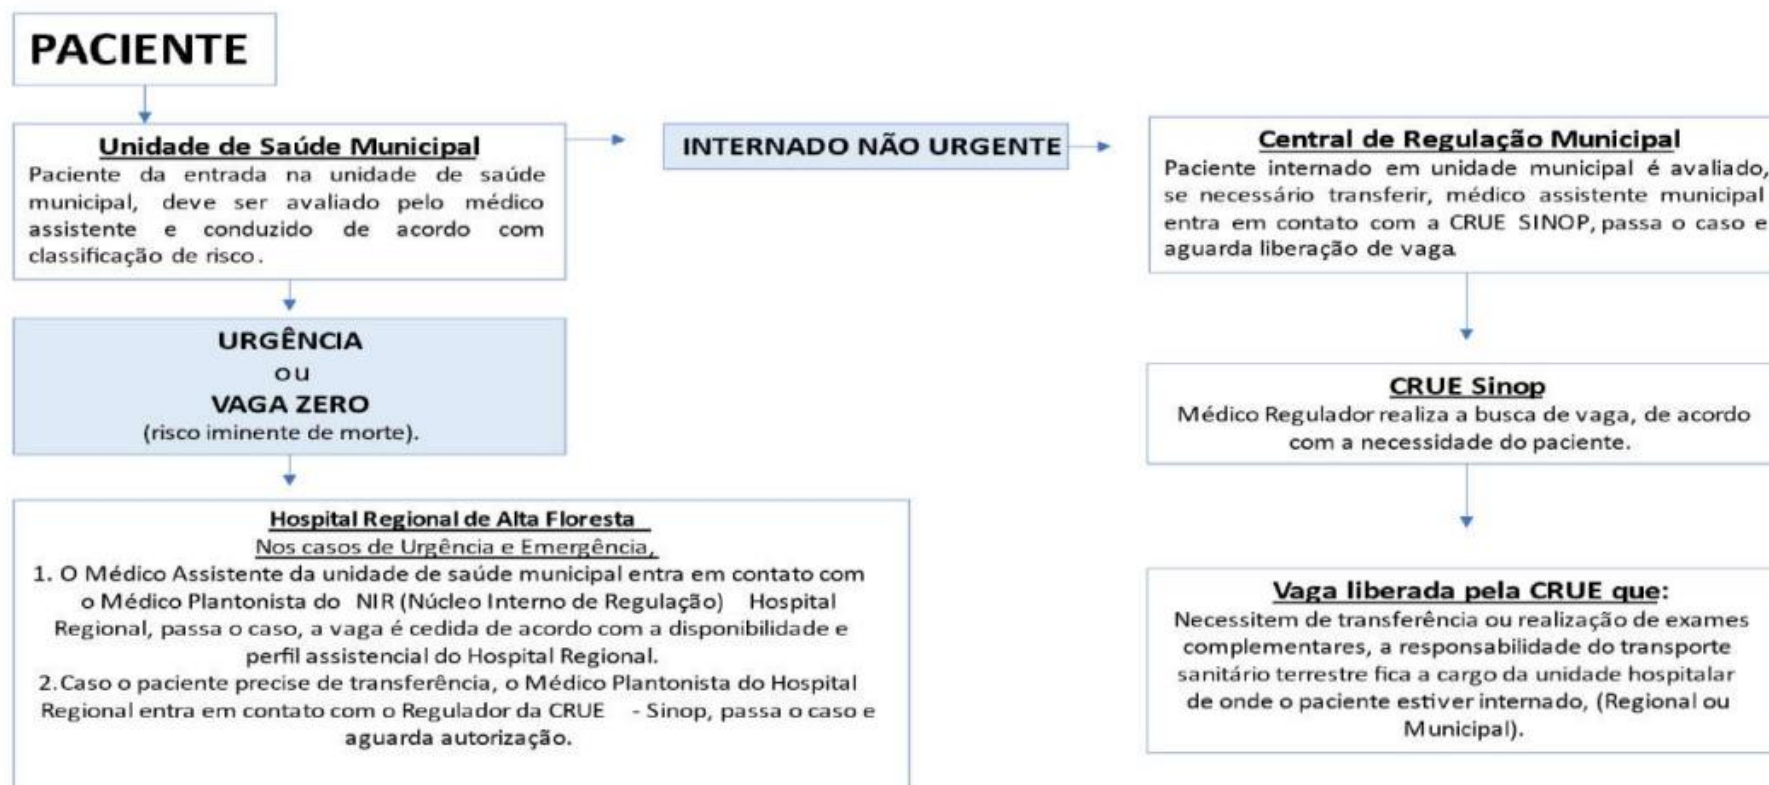 PACIENTE
Unidade de Saúde Municipal
Paciente da entrada na unidade de saúde
municipal, deve ser avaliado pelo médico
assistente e conduzido de acordo com
classificação de risco.
INTERNADO NÃO URGENTE
Central de Regulação Municipal
Paciente internado em unidade municipal é avaliado,
se necessário transferir, médico assistente municipal
entra em contato com a CRUE SINOP, passa o caso e
aguarda liberação de vaga
URGÊNCIA
ou
VAGA ZERO
(risco iminente de morte).
CRUE Sinop
Médico Regulador realiza a busca de vaga, de acordo
com a necessidade do paciente.
Hospital Regional de Alta Floresta
Nos casos de Urgência e Emergência,
1. O Médico Assistente da unidade de saúde municipal entra em contato com
o Médico Plantonista do NIR (Núcleo Interno de Regulação) Hospital
Regional, passa o caso, a vaga é cedida de acordo com a disponibilidade e
perfil assistencial do Hospital Regional.
2.Caso o paciente precise de transferência, o Médico Plantonista do Hospital
Regional entra em contato com o Regulador da CRUE - Sinop, passa o caso e
aguarda autorização.
Vaga liberada pela CRUE que:
Necessitem de transferência ou realização de exames
complementares, a responsabilidade do transporte
sanitário terrestre fica a cargo da unidade hospitalar
de onde o paciente estiver internado, (Regional ou
Municipal).